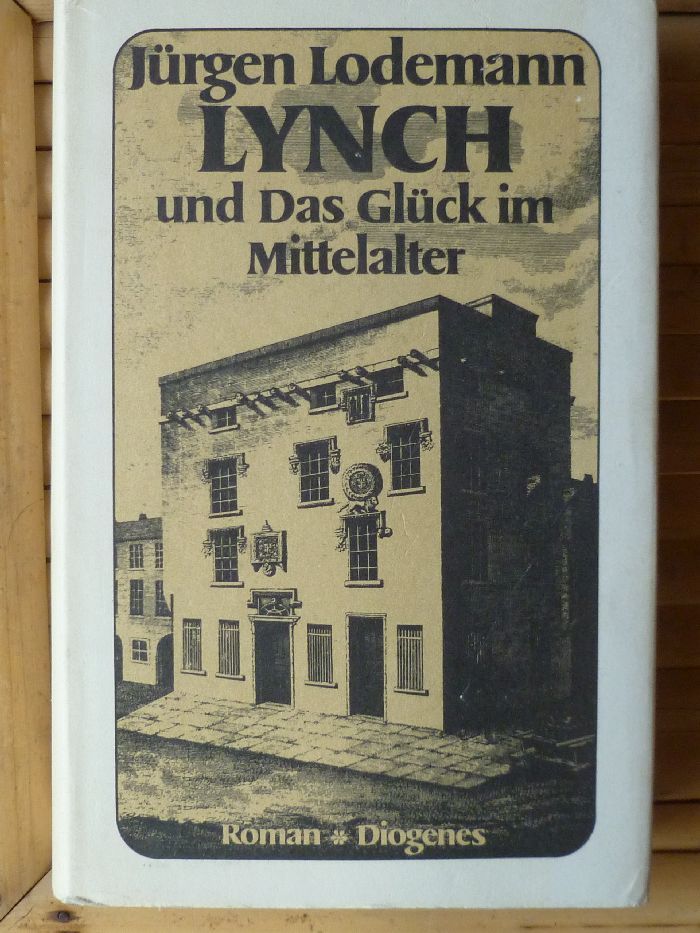 Jürgen Lodemann
LYNCH
und Das Glück im
Mittelalter
Roman * Diogenes